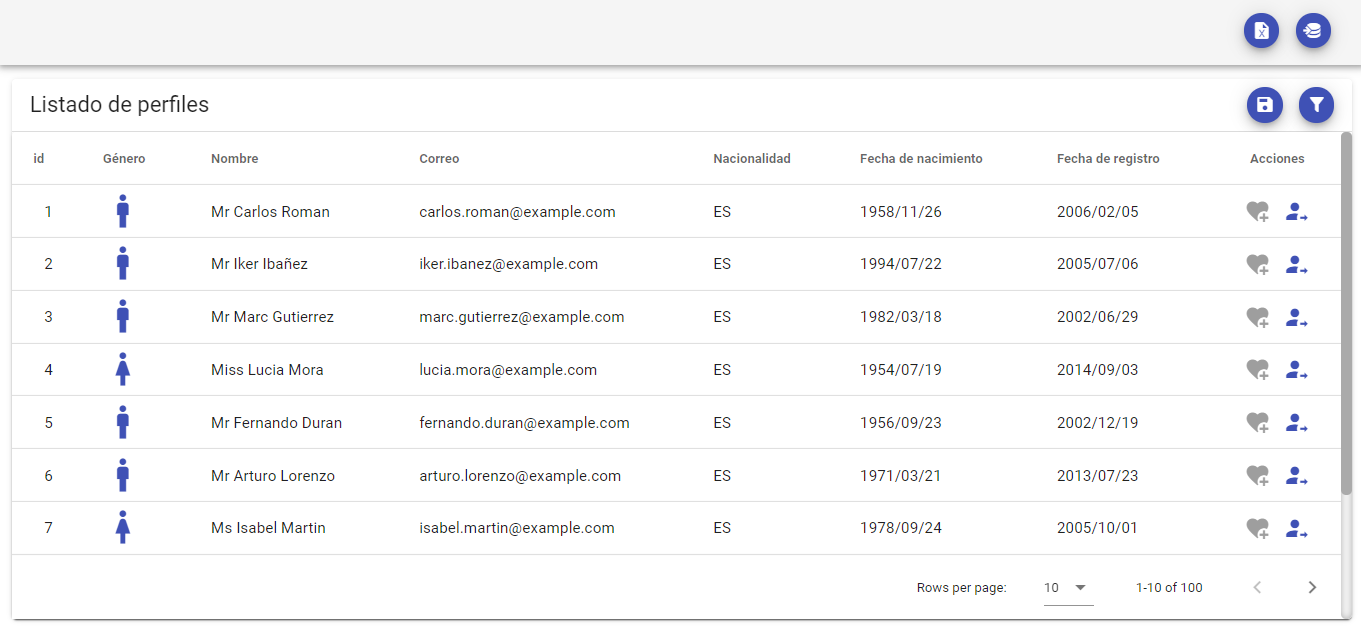 Listado de perfiles
id Género Nombre Correo Nacionalidad Fecha de nacimiento Fecha de registro Acciones
1 Mr Carlos Roman carlos.roman@example.com ES 1958/11/26 2006/02/05
2 Mr Iker Ibañez iker.ibanez@example.com ES 1994/07/22 2005/07/06
3 Mr Marc Gutierrez marc.gutierrez@example.com ES 1982/03/18 2002/06/29
4 Miss Lucia Mora lucia.mora@example.com ES 1954/07/19 2014/09/03
5 Mr Fernando Duran fernando.duran@example.com ES 1956/09/23 2002/12/19
6 Mr Arturo Lorenzo arturo.lorenzo@example.com ES 1971/03/21 2013/07/23
7 Ms Isabel Martin isabel.martin@example.com ES 1978/09/24 2005/10/01
Rows per page: 10 1-10 of 100